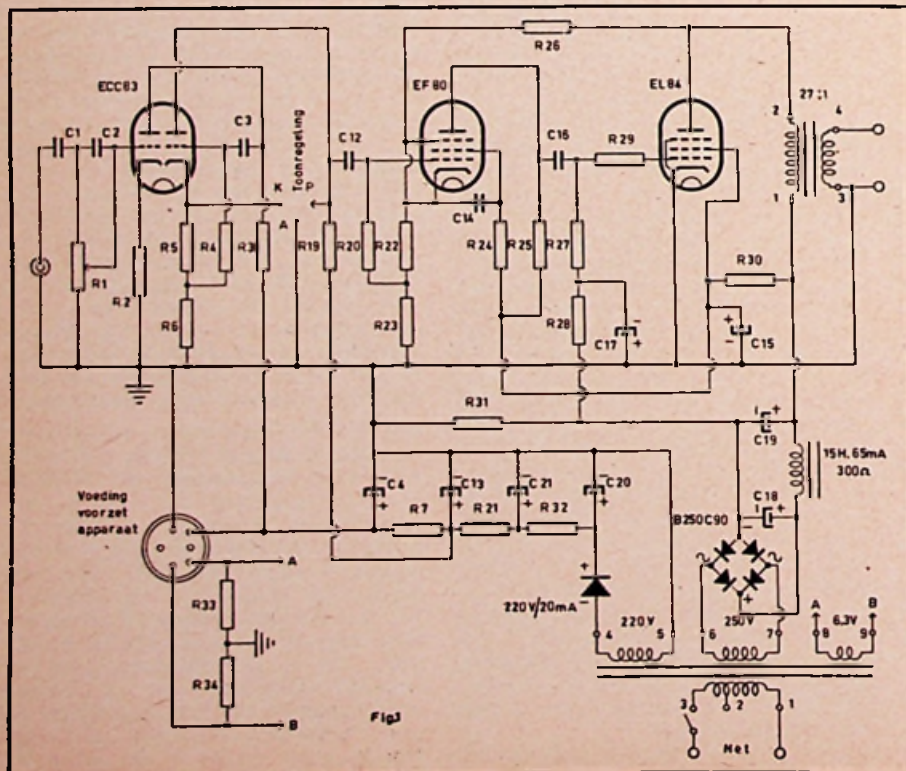 R26
ECC83
EF80
EL84
27:1
C1
C2
C3
Toonregeling
C12
C16
R29
2
4
K
P
A
C14
1
3
R1
R2
R5
R4
R3
R19
R20
R22
R24
R25
R27
R30
R6
R23
R28
C17
C15
R31
C19
15H.65mA
300Ω
Voeding
voorzet
apparaat
C4
C13
C21
C20
C18
B250C90
R7
R21
R32
A
R33
220V/20mA
220V
250V
A
B
6.3V
4
5
6
7
8
9
R34
B
Fig3
3
2
1
Net